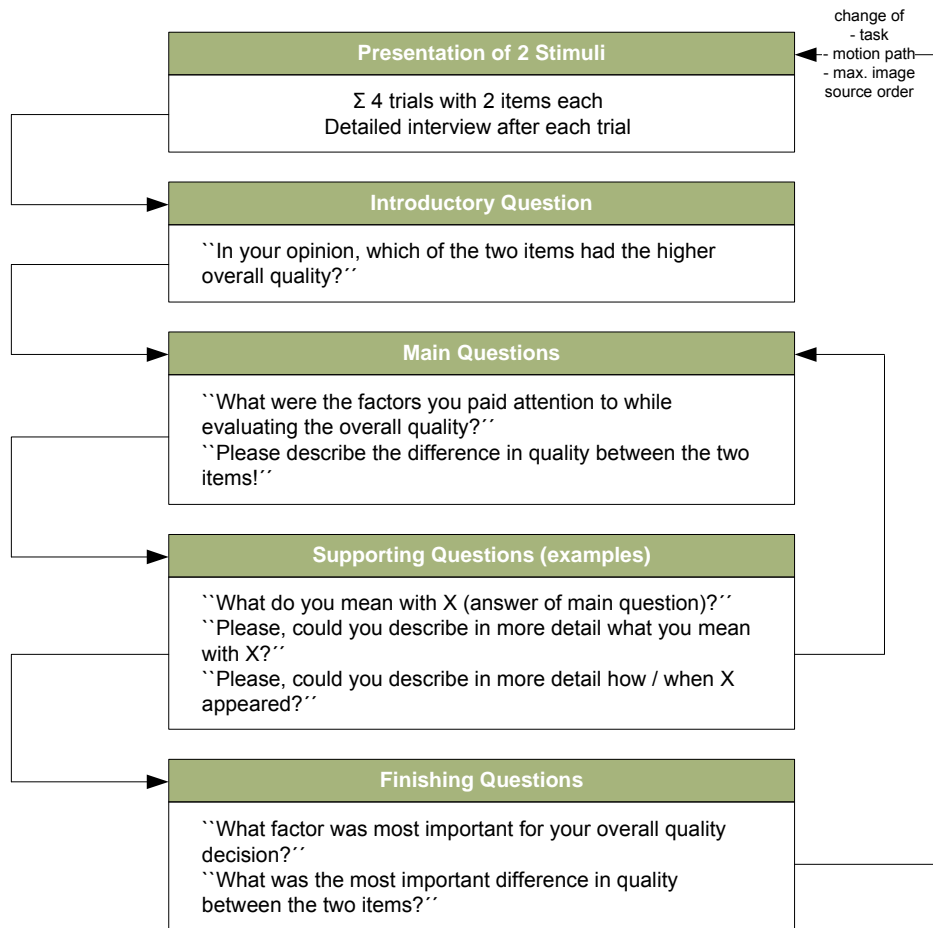 change of
- task
- motion path
- max. image
source order
Presentation of 2 Stimuli
Σ 4 trials with 2 items each
Detailed interview after each trial
Introductory Question
``In your opinion, which of the two items had the higher
overall quality?´´
Main Questions
``What were the factors you paid attention to while
evaluating the overall quality?´´
``Please describe the difference in quality between the two
items!´´
Supporting Questions (examples)
``What do you mean with X (answer of main question)?´´
``Please, could you describe in more detail what you mean
with X?´´
``Please, could you describe in more detail how / when X
appeared?´´
Finishing Questions
``What factor was most important for your overall quality
decision?´´
``What was the most important difference in quality
between the two items?´´